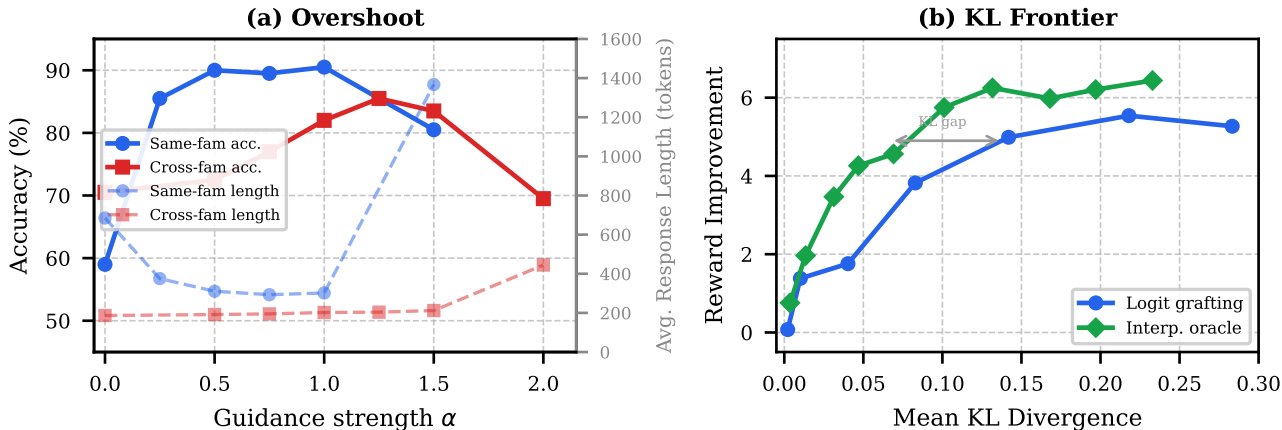 (a) Overshoot
Accuracy (%)
90
80
70
60
50
Same-fam acc.
Cross-fam acc.
Same-fam length
Cross-fam length
1600
1400
1200
1000
800
600
400
200
0
Avg. Response Length (tokens)
0.0 0.5 1.0 1.5 2.0
Guidance strength α
(b) KL Frontier
Reward Improvement
6
4
2
0
KL gap
Logit grafting
Interp. oracle
0.00 0.05 0.10 0.15 0.20 0.25 0.30
Mean KL Divergence